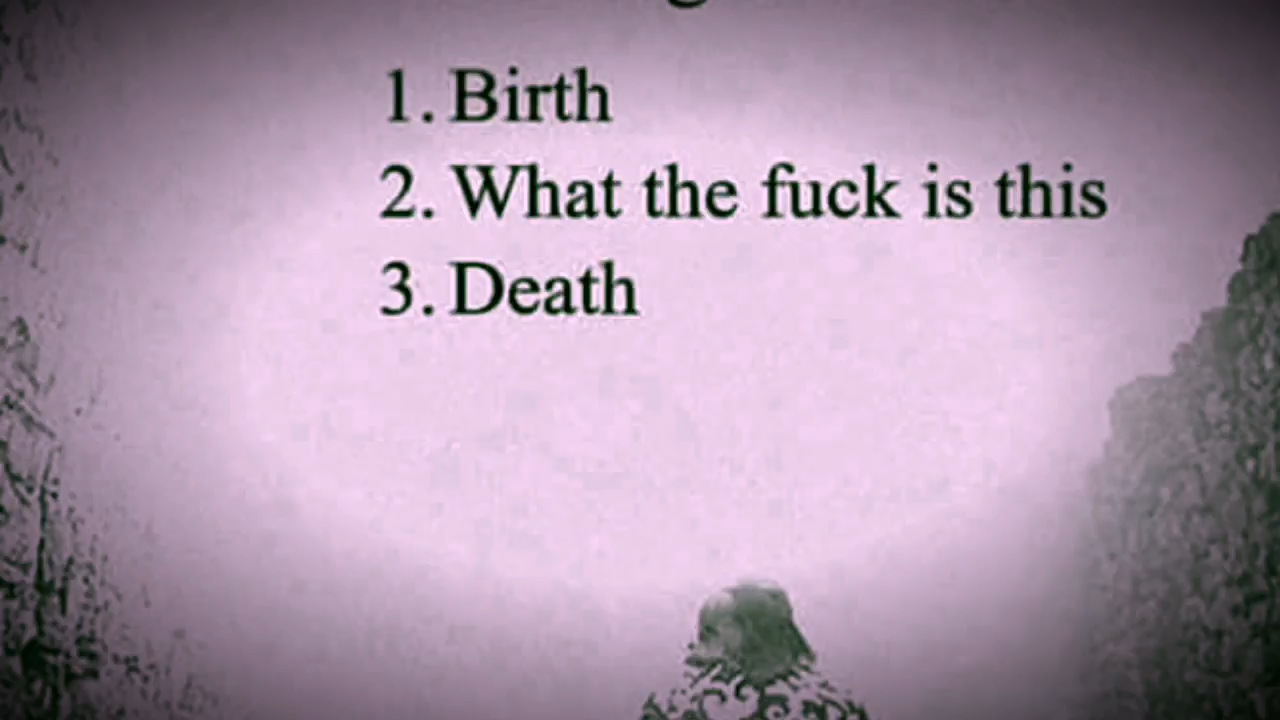 1. Birth
2. What the fuck is this
3. Death